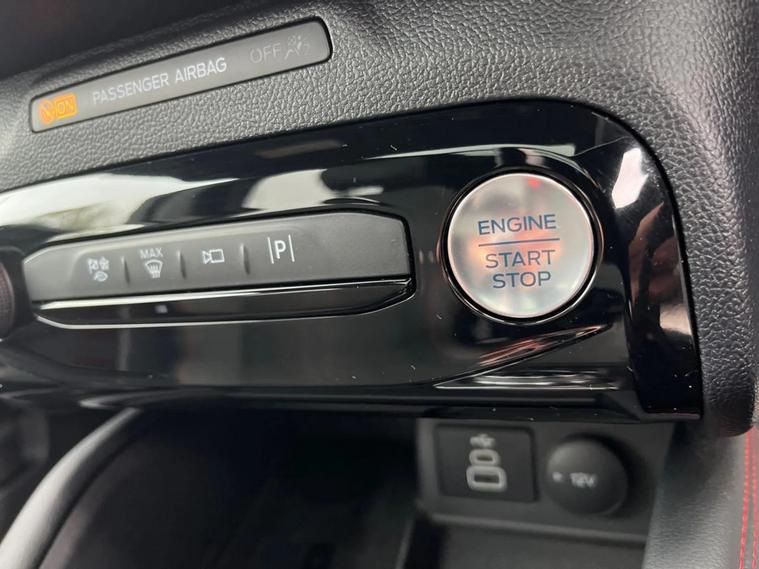 ON PASSENGER AIRBAG OFF
ENGINE
START
STOP
MAX
P
12V